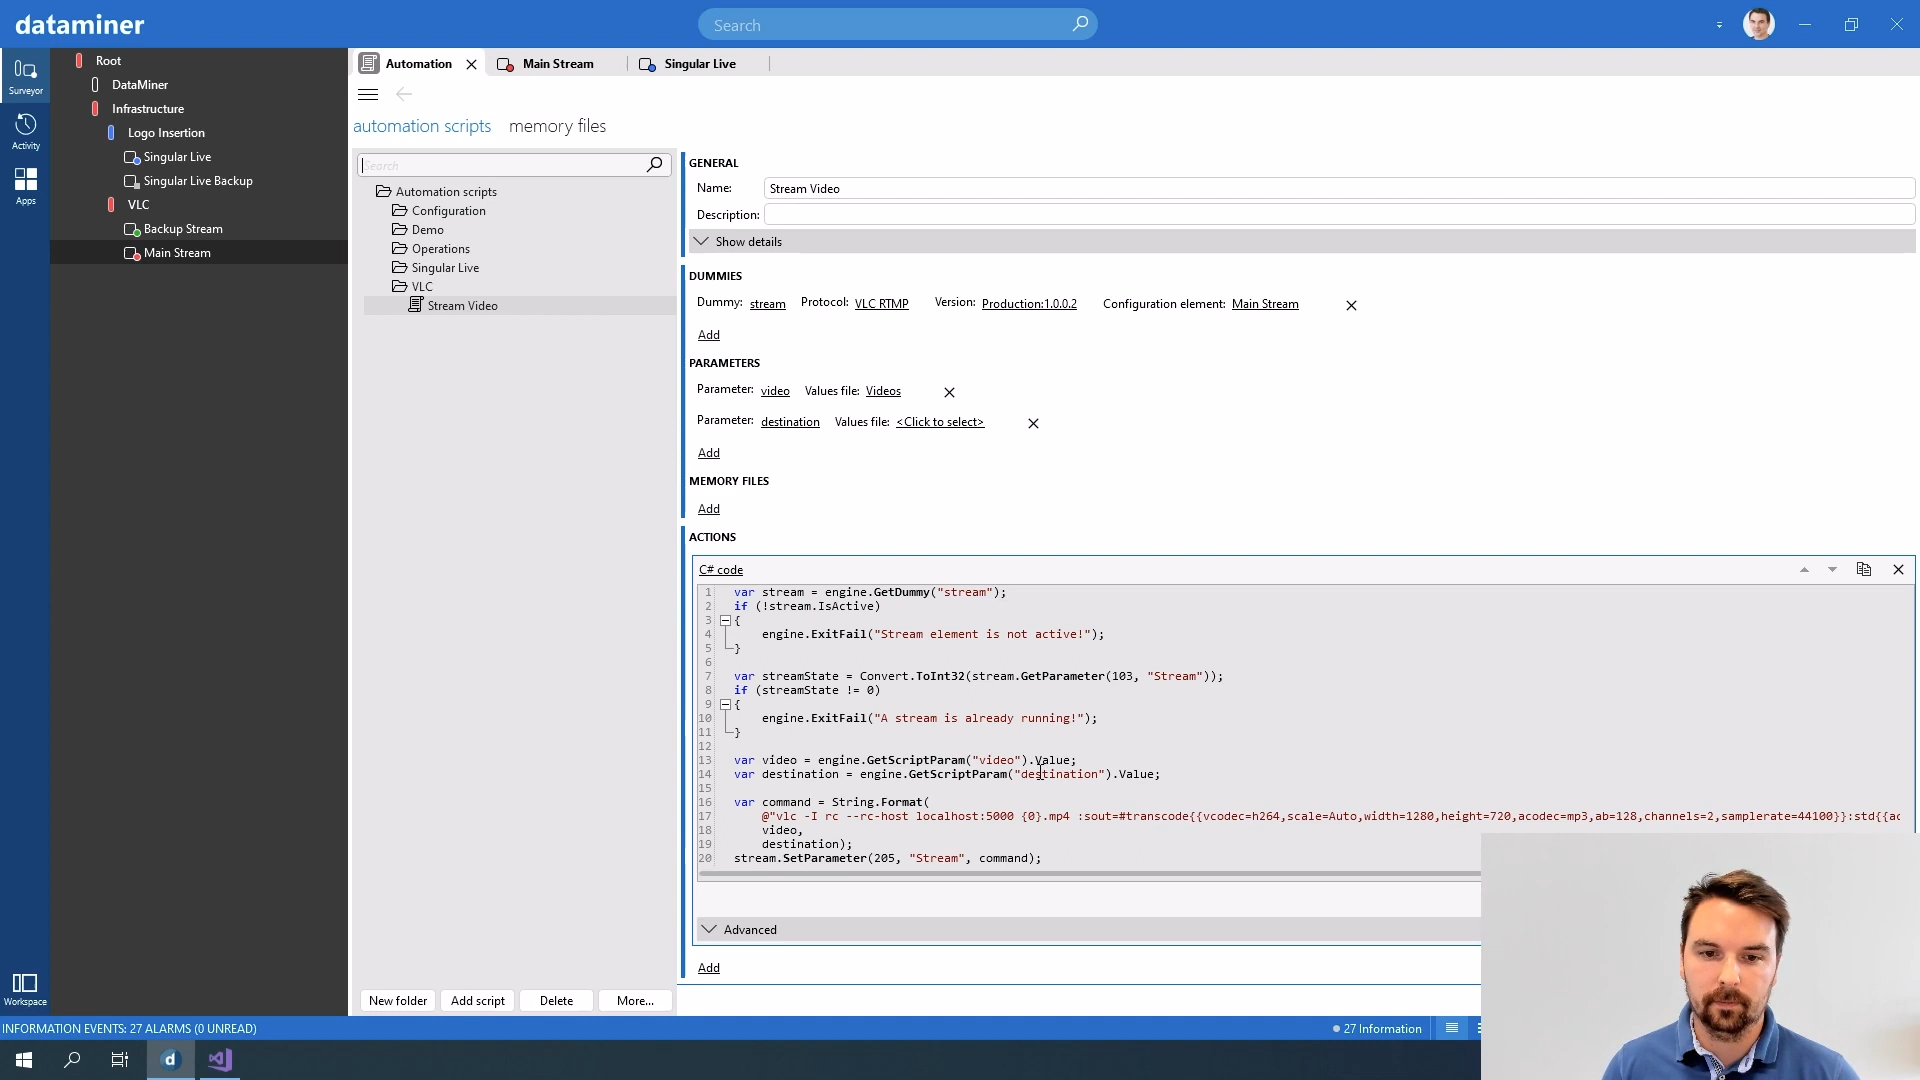 dataminer
Search
Surveyor
Activity
Apps
Workspace
Root
DataMiner
Infrastructure
Logo Insertion
Singular Live
Singular Live Backup
VLC
Backup Stream
Main Stream
Automation
Main Stream
Singular Live
automation scripts memory files
Search
Automation scripts
Configuration
Demo
Operations
Singular Live
VLC
Stream Video
New folder
Add script
Delete
More...
GENERAL
Name: Stream Video
Description:
Show details
DUMMIES
Dummy: stream Protocol: VLC RTMP Version: Production:1.0.0.2 Configuration element: Main Stream
Add
PARAMETERS
Parameter: video Values file: Videos
Parameter: destination Values file: <Click to select>
Add
MEMORY FILES
Add
ACTIONS
C# code
1 var stream = engine.GetDummy("stream");
2 if (!stream.IsActive)
3 {
4 engine.ExitFail("Stream element is not active!");
5 }
6
7 var streamState = Convert.ToInt32(stream.GetParameter(103, "Stream"));
8 if (streamState != 0)
9 {
10 engine.ExitFail("A stream is already running!");
11 }
12
13 var video = engine.GetScriptParam("video").Value;
14 var destination = engine.GetScriptParam("destination").Value;
15
16 var command = String.Format(
17 @"vlc -I rc --rc-host localhost:5000 {0}.mp4 :sout=#transcode{{vcodec=h264,scale=Auto,width=1280,height=720,acodec=mp3,ab=128,channels=2,samplerate=44100}}:std{{ac
18 video,
19 destination);
20 stream.SetParameter(205, "Stream", command);
Advanced
Add
INFORMATION EVENTS: 27 ALARMS (0 UNREAD)
27 Information